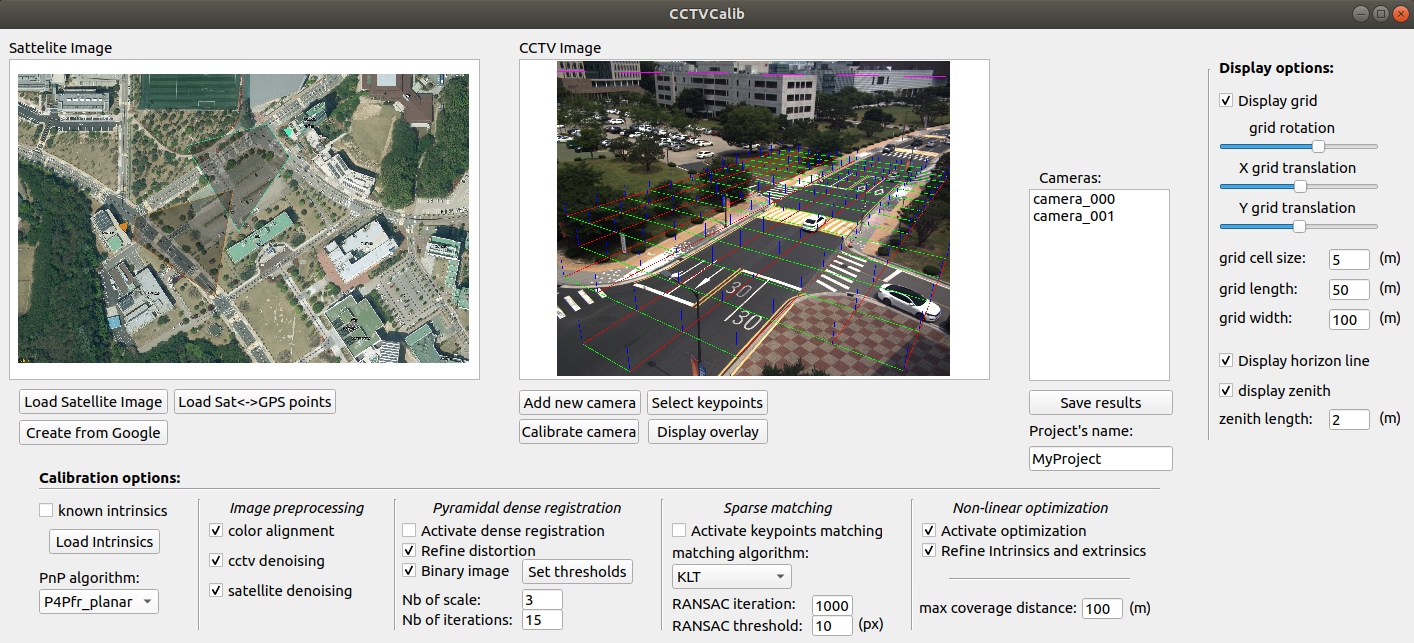 CCTVCalib
Sattelite Image
CCTV Image
Load Satellite Image
Load Sat<->GPS points
Create from Google
30
30
Add new camera
Select keypoints
Calibrate camera
Display overlay
Cameras:
camera_000
camera_001
Save results
Project's name:
MyProject
Display options:
Display grid
grid rotation
X grid translation
Y grid translation
grid cell size: 5 (m)
grid length: 50 (m)
grid width: 100 (m)
Display horizon line
display zenith
zenith length: 2 (m)
Calibration options:
known intrinsics
Load Intrinsics
PnP algorithm:
P4Pfr_planar
Image preprocessing
color alignment
cctv denoising
satellite denoising
Pyramidal dense registration
Activate dense registration
Refine distortion
Binary image
Set thresholds
Nb of scale: 3
Nb of iterations: 15
Sparse matching
Activate keypoints matching
matching algorithm:
KLT
RANSAC iteration: 1000
RANSAC threshold: 10 (px)
Non-linear optimization
Activate optimization
Refine Intrinsics and extrinsics
max coverage distance: 100 (m)